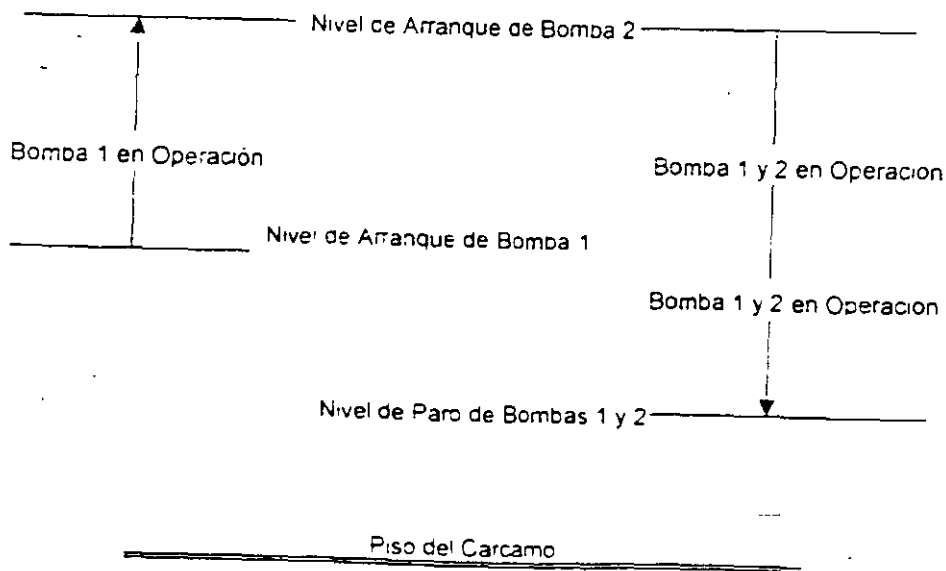 Nivel de Arranque de Bomba 2
Bomba 1 en Operación
Bomba 1 y 2 en Operacion
Nivel de Arranque de Bomba 1
Bomba 1 y 2 en Operacion
Nivel de Paro de Bombas 1 y 2
Piso del Carcamo